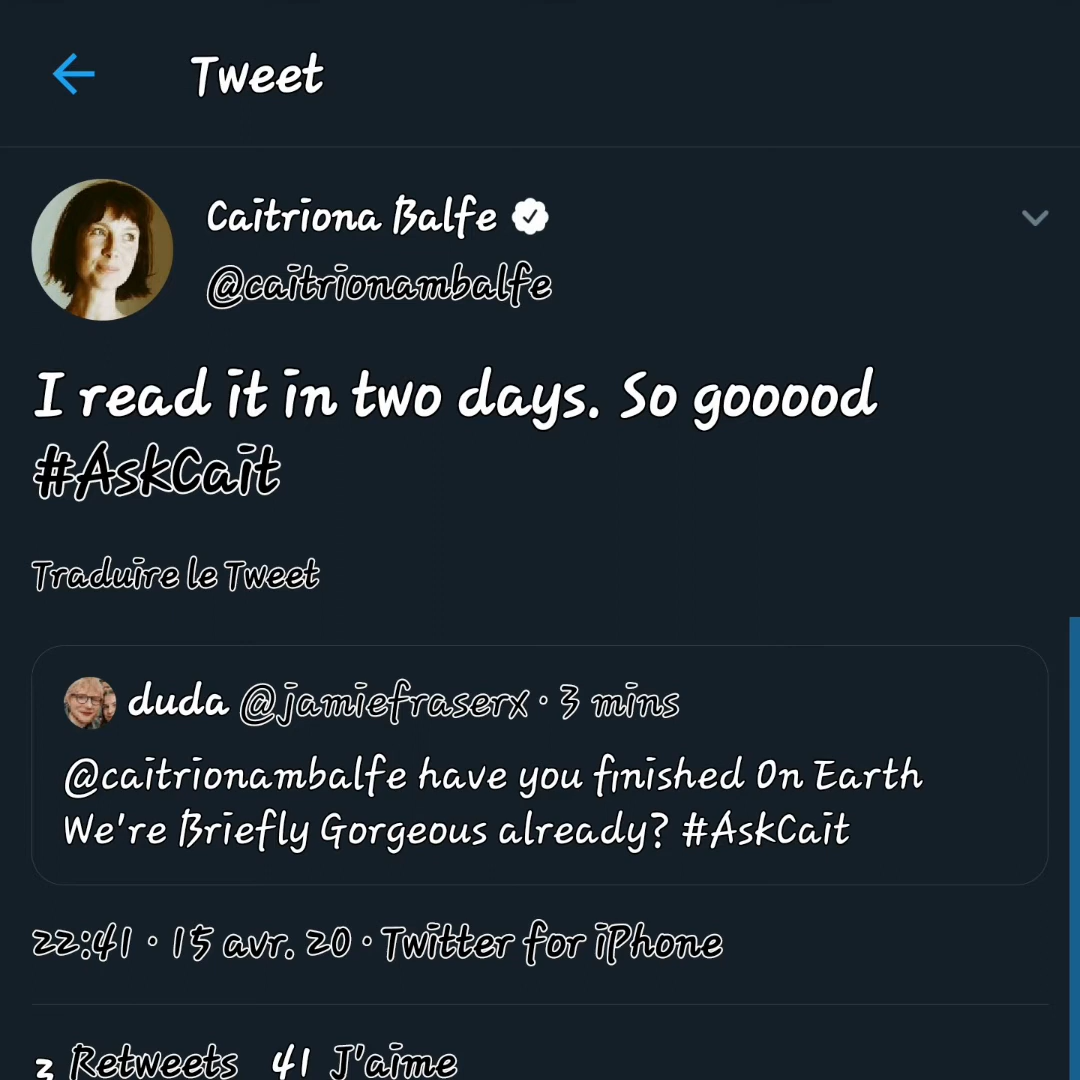 Tweet
Caitriona Balfe
@caitrionambalfe
I read it in two days. So gooood
#AskCait
Traduire le Tweet
duda @jamiefraserx · 3 mins
@caitrionambalfe have you finished On Earth
We're Briefly Gorgeous already? #AskCait
22:41 · 15 avr. 20 · Twitter for iPhone
3 Retweets 41 J'aime